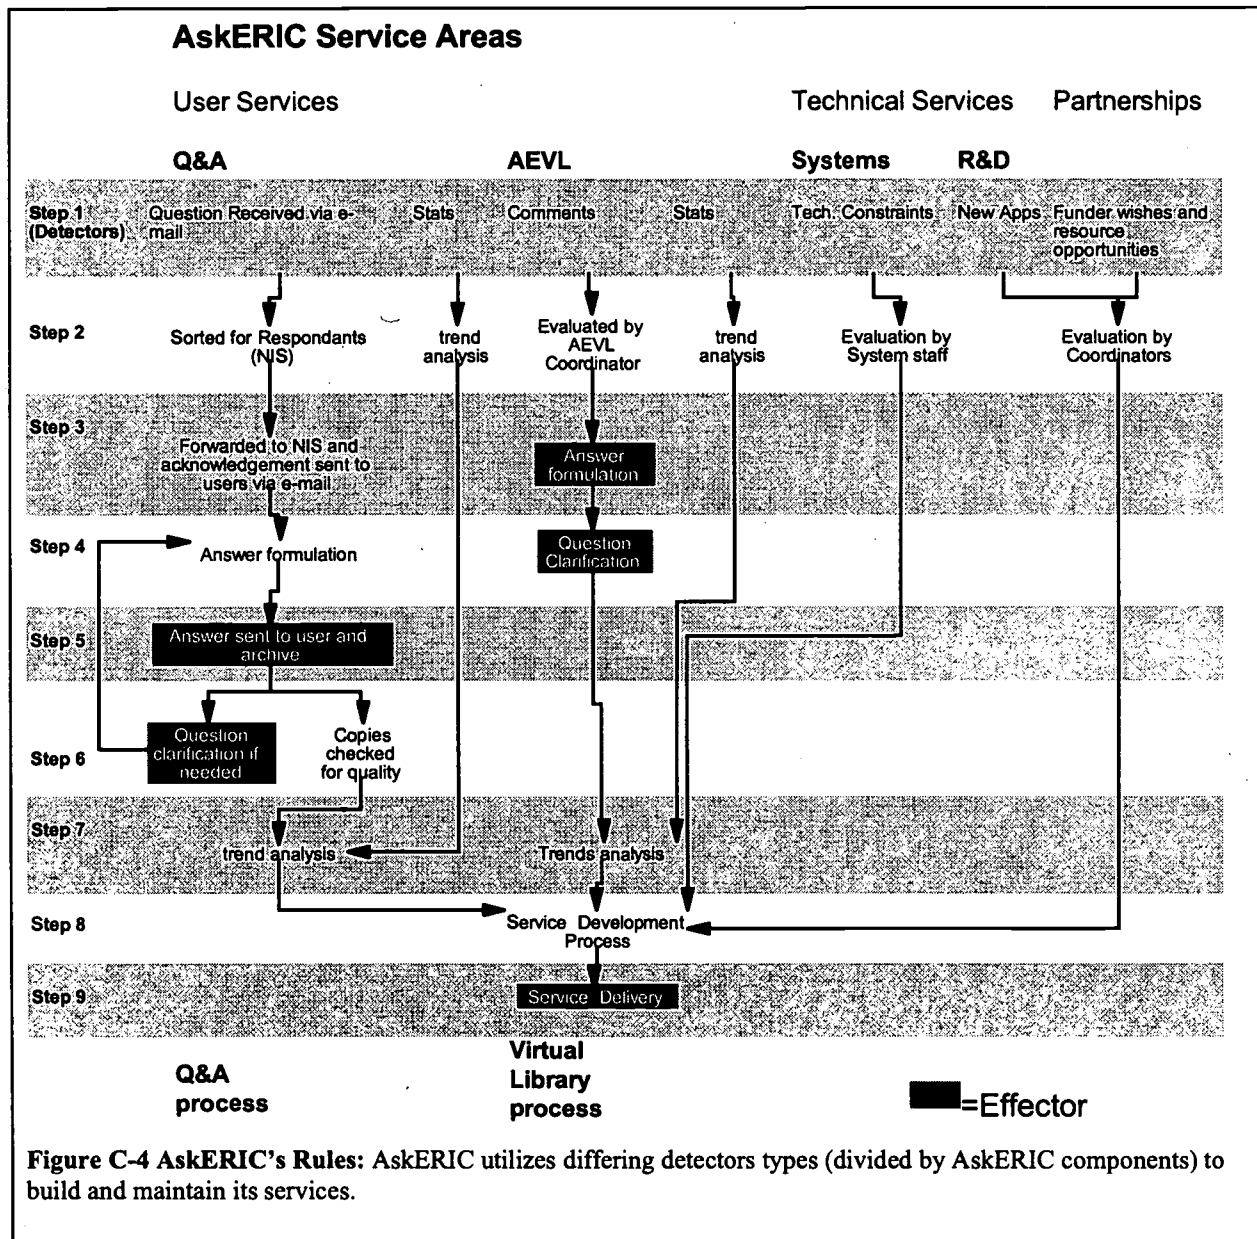 AskERIC Service Areas
User Services
Technical Services
Partnerships
Q&A
AEVL
Systems
R&D
Step 1
(Detectors)
Question Received via e-
mail
Stats
Comments
Stats
Tech. Constraints
New Apps.
Funder wishes and
resource
opportunities
Step 2
Sorted for Respondants
(NIS)
trend
analysis
Evaluated by
AEVL
Coordinator
trend
analysis
Evaluation by
System staff
Evaluation by
Coordinators
Step 3
Forwarded to NIS and
acknowledgement sent to
users via e-mail
Answer
formulation
Step 4
Answer formulation
Question
Clarification
Step 5
Answer sent to user and
archive
Step 6
Question
clarification if
needed
Copies
checked
for quality
Step 7
trend analysis
Trends analysis
Step 8
Service Development
Process
Step 9
Service Delivery
Q&A
process
Virtual
Library
process
=Effector
Figure C-4 AskERIC's Rules: AskERIC utilizes differing detectors types (divided by AskERIC components) to
build and maintain its services.